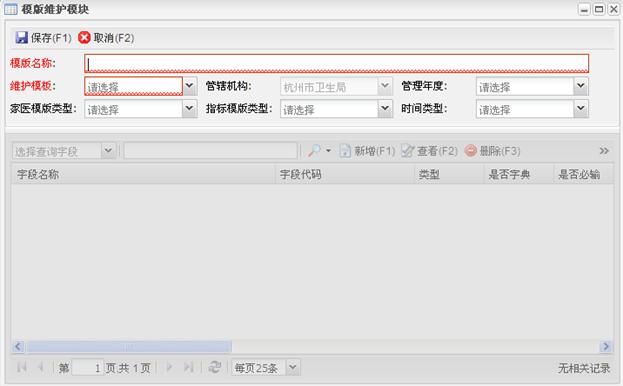 模版维护模块
保存(F1) 取消(F2)
模版名称:
维护模板: 请选择 管辖机构: 杭州市卫生局 管理年度: 请选择
家医模版类型: 请选择 指标模版类型: 请选择 时间类型: 请选择
选择查询字段 新增(F1) 查看(F2) 删除(F3)
字段名称 字段代码 类型 是否字典 是否必输
第 1 页,共 1 页 每页25条 无相关记录